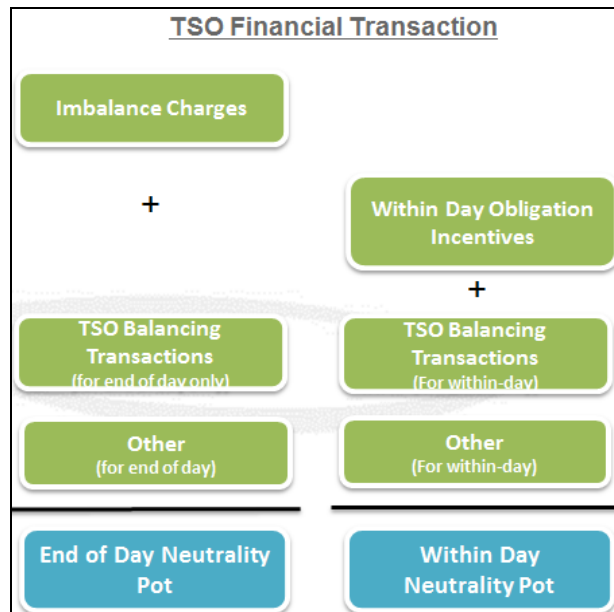 TSO Financial Transaction
Imbalance Charges
+
TSO Balancing
Transactions
(for end of day only)
Other
(for end of day)
End of Day Neutrality
Pot
Within Day Obligation
Incentives
+
TSO Balancing
Transactions
(For within-day)
Other
(For within-day)
Within Day
Neutrality Pot